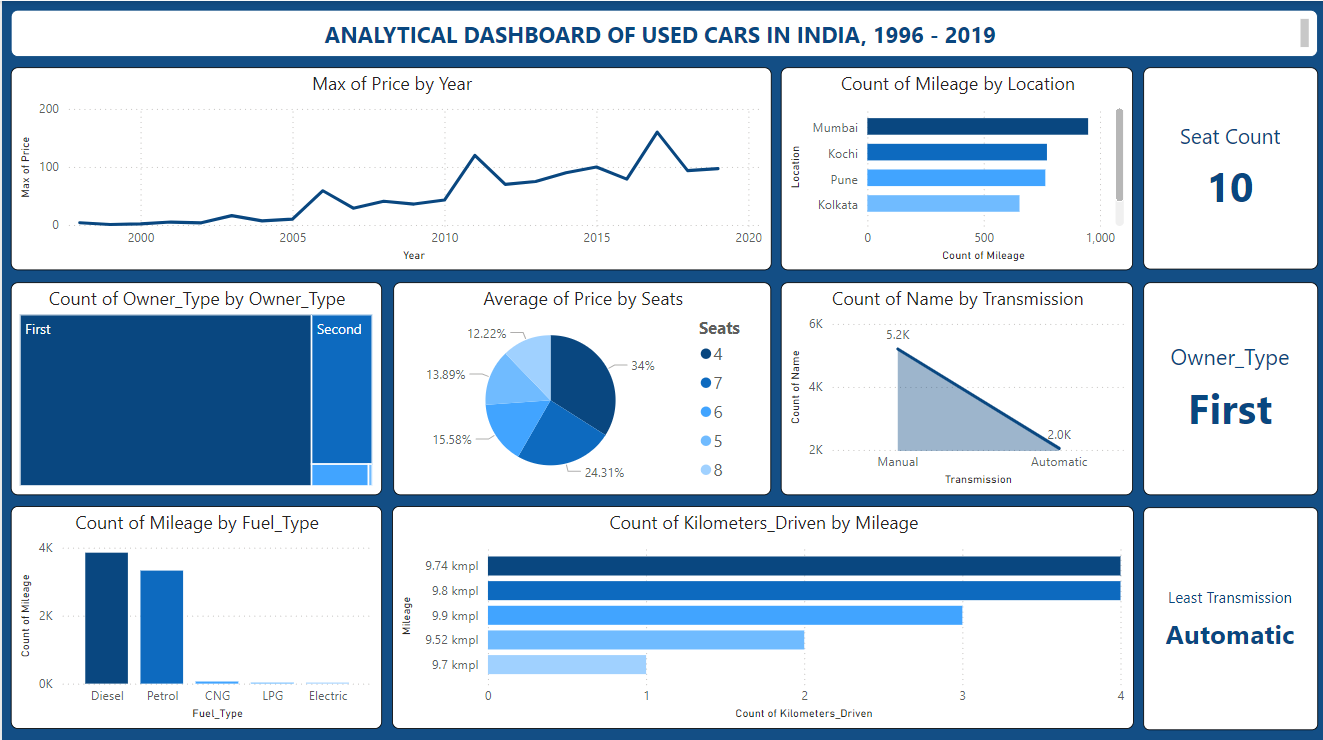 ANALYTICAL DASHBOARD OF USED CARS IN INDIA, 1996 - 2019
Max of Price by Year
Max of Price
200
100
0
2000
2005
2010
2015
2020
Year
Count of Mileage by Location
Location
Mumbai
Kochi
Pune
Kolkata
0
500
1,000
Count of Mileage
Seat Count
10
Count of Owner_Type by Owner_Type
First
Second
Average of Price by Seats
12.22%
13.89%
15.58%
34%
24.31%
Seats
4
7
6
5
8
Count of Name by Transmission
Count of Name
6K
4K
2K
5.2K
2.0K
Manual
Automatic
Transmission
Owner_Type
First
Count of Mileage by Fuel_Type
Count of Mileage
4K
2K
0K
Diesel
Petrol
CNG
LPG
Electric
Fuel_Type
Count of Kilometers_Driven by Mileage
Mileage
9.74 kmpl
9.8 kmpl
9.9 kmpl
9.52 kmpl
9.7 kmpl
0
1
2
3
4
Count of Kilometers_Driven
Least Transmission
Automatic